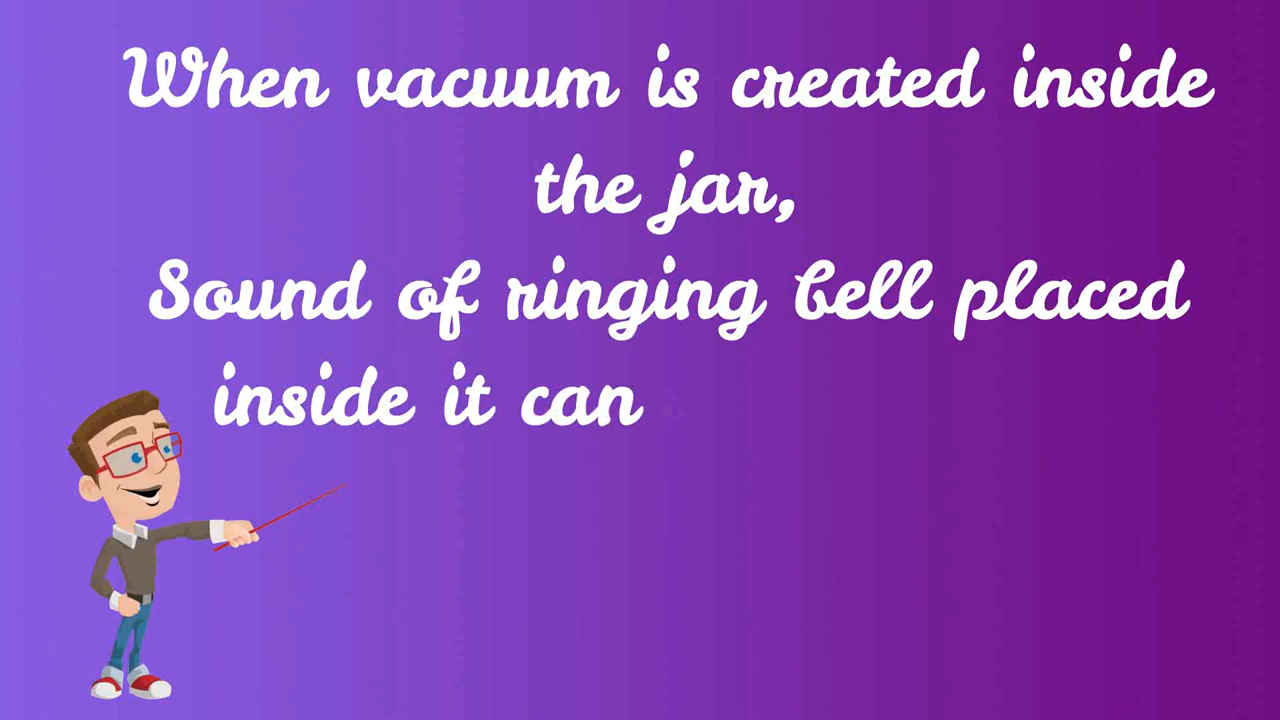 When vacuum is created inside
the jar,
Sound of ringing bell placed
inside it can